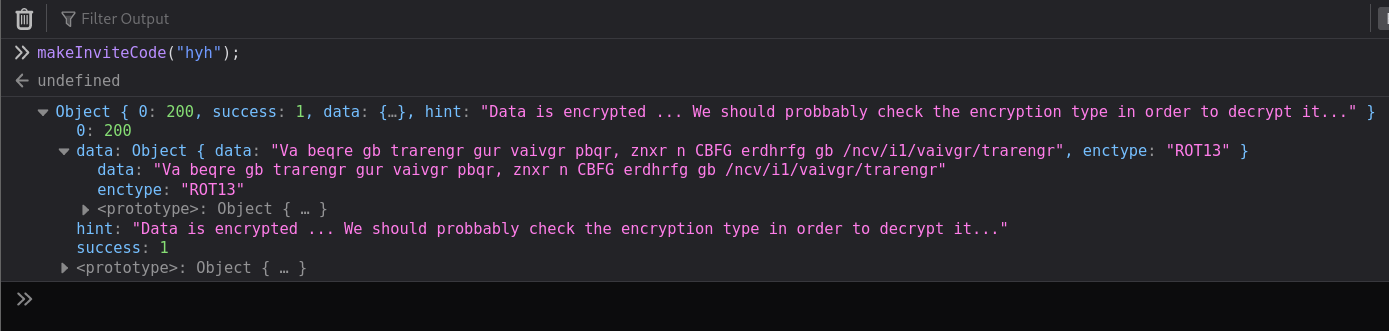 Filter Output
makeInviteCode("hyh");
undefined
Object { 0: 200, success: 1, data: {…}, hint: "Data is encrypted ... We should probbably check the encryption type in order to decrypt it..." }
0: 200
data: Object { data: "Va beqre gb trarengr gur vaivgr pbqr, znxr n CBFG erdhrfg gb /ncv/i1/vaivgr/trarengr", enctype: "ROT13" }
data: "Va beqre gb trarengr gur vaivgr pbqr, znxr n CBFG erdhrfg gb /ncv/i1/vaivgr/trarengr"
enctype: "ROT13"
<prototype>: Object { … }
hint: "Data is encrypted ... We should probbably check the encryption type in order to decrypt it..."
success: 1
<prototype>: Object { … }